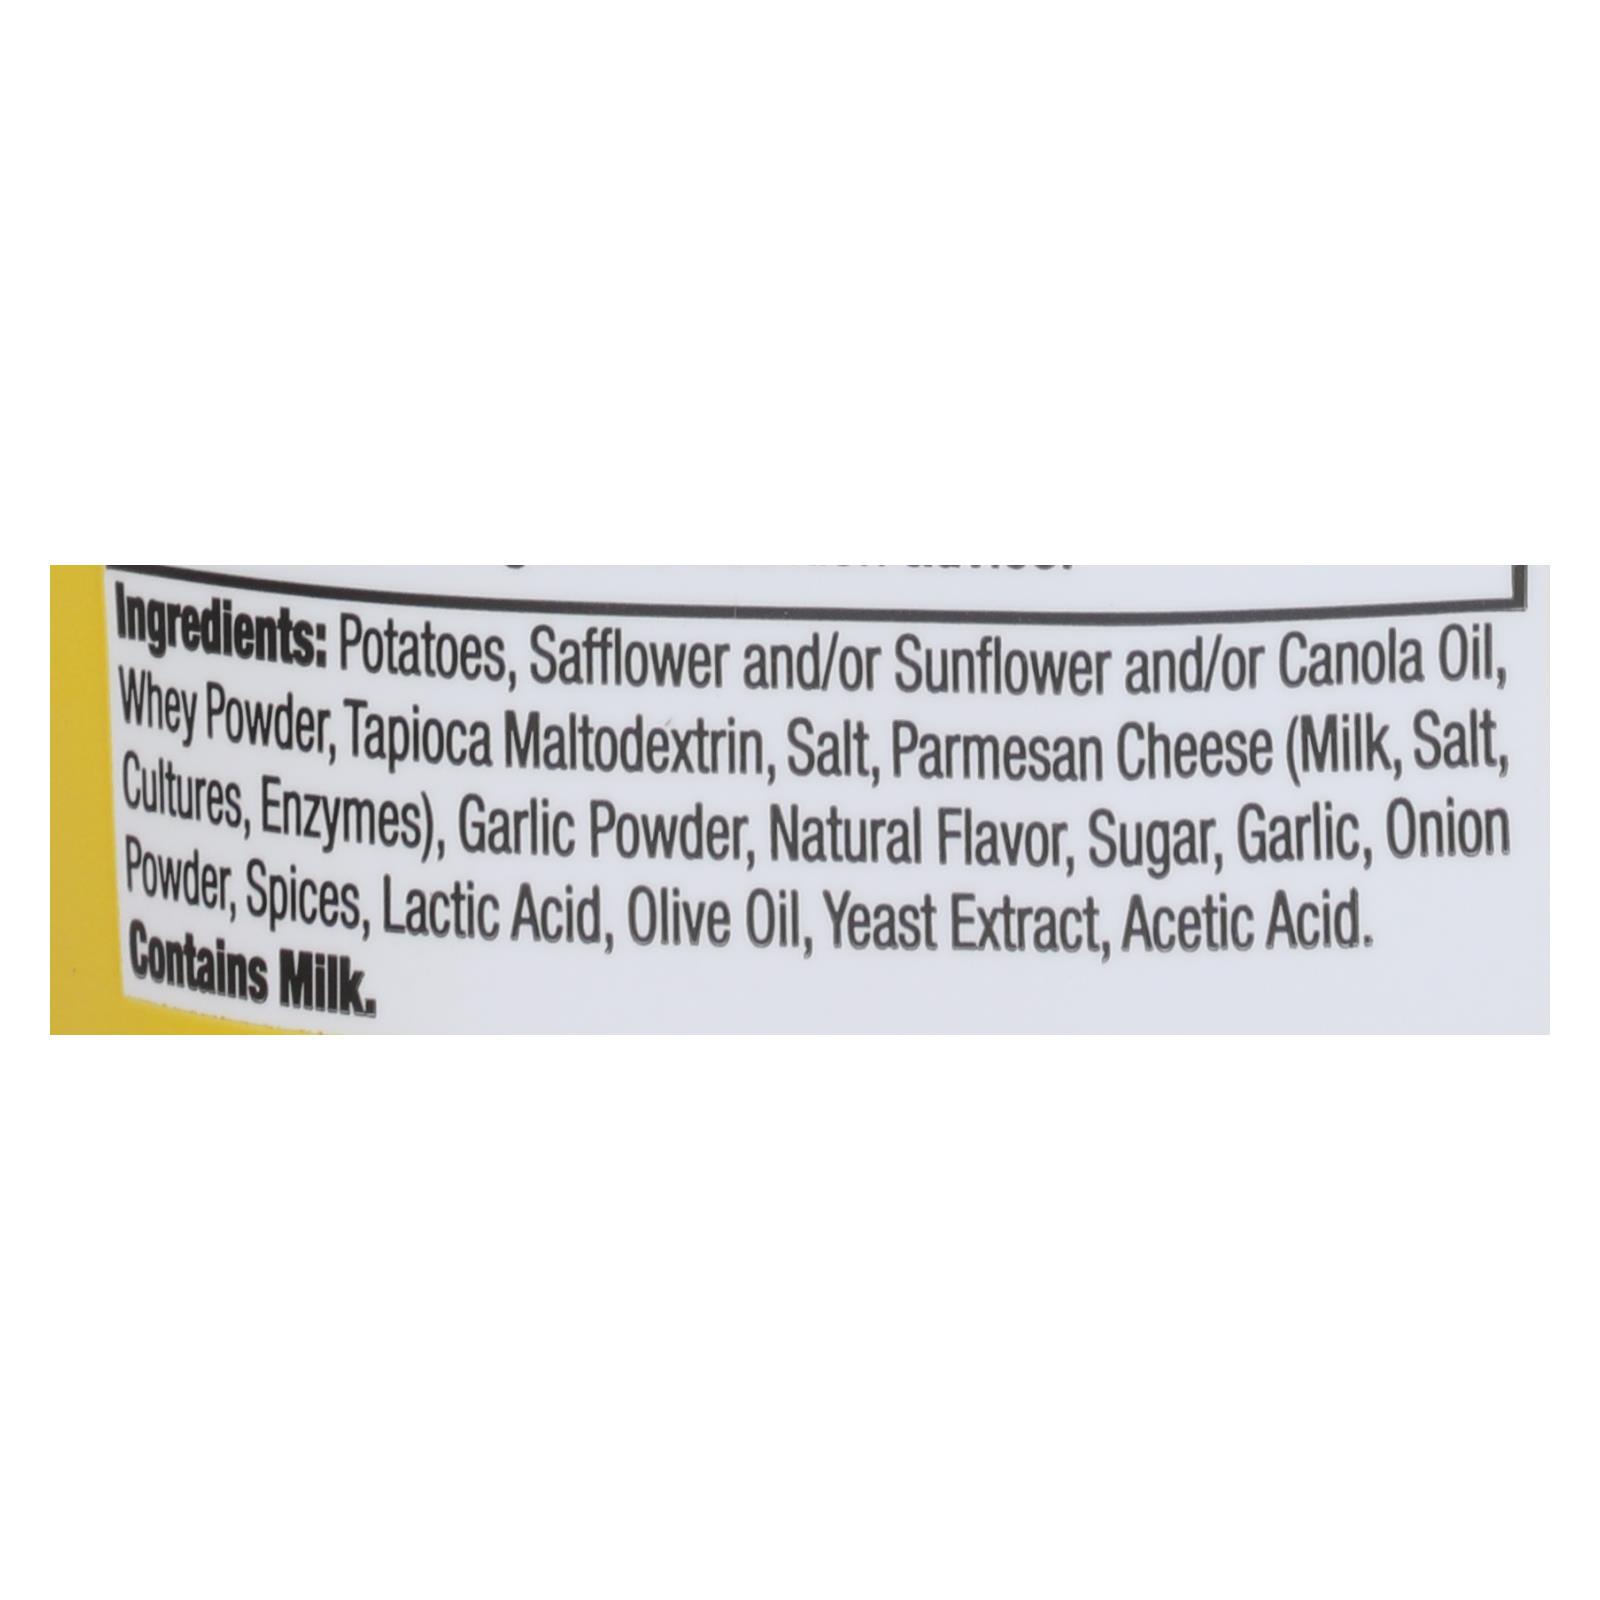 Ingredients: Potatoes, Safflower and/or Sunflower and/or Canola Oil,
Whey Powder, Tapioca Maltodextrin, Salt, Parmesan Cheese (Milk, Salt,
Cultures, Enzymes), Garlic Powder, Natural Flavor, Sugar, Garlic, Onion
Powder, Spices, Lactic Acid, Olive Oil, Yeast Extract, Acetic Acid.
Contains Milk.